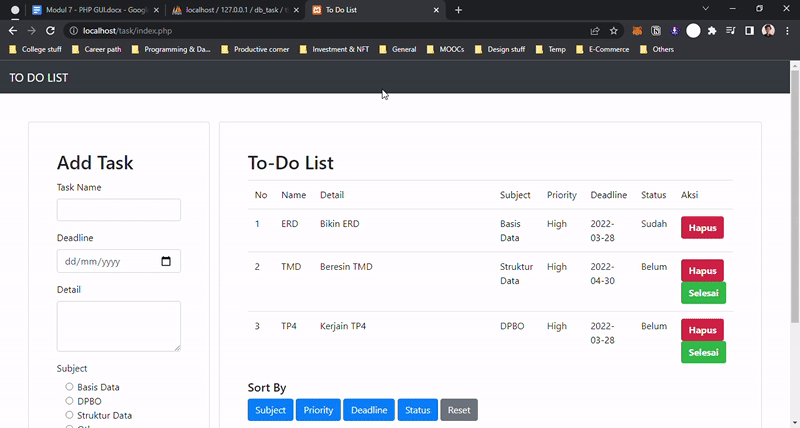 Modul 7 - PHP GUI.docx - Goog
localhost / 127.0.0.1 / db_task / t
To Do List
localhost/task/index.php
College stuff
Career path
Programming & Da...
Productive corner
Investment & NFT
General
MOOCs
Design stuff
Temp
E-Commerce
Others
TO DO LIST
Add Task
Task Name
Deadline
dd/mm/yyyy
Detail
Subject
Basis Data
DPBO
Struktur Data
To-Do List
No Name Detail Subject Priority Deadline Status Aksi
1 ERD Bikin ERD Basis Data High 2022-03-28 Sudah Hapus
2 TMD Beresin TMD Struktur Data High 2022-04-30 Belum Hapus
Selesai
3 TP4 Kerjain TP4 DPBO High 2022-03-28 Belum Hapus
Selesai
Sort By
Subject Priority Deadline Status Reset